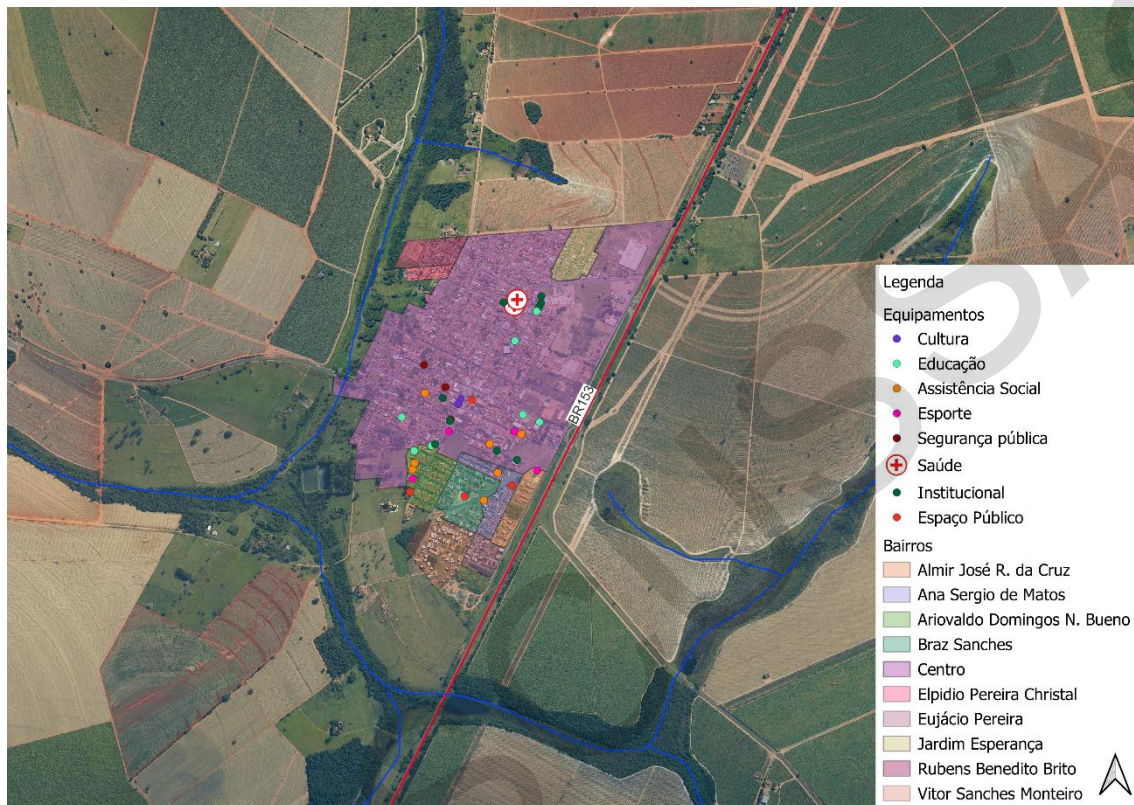 BR153
Legenda
Equipamentos
Cultura
Educação
Assistência Social
Esporte
Segurança pública
Saúde
Institucional
Espaço Público
Bairros
Almir José R. da Cruz
Ana Sergio de Matos
Ariovaldo Domingos N. Bueno
Braz Sanches
Centro
Elpidio Pereira Christal
Eujácio Pereira
Jardim Esperança
Rubens Benedito Brito
Vitor Sanches Monteiro